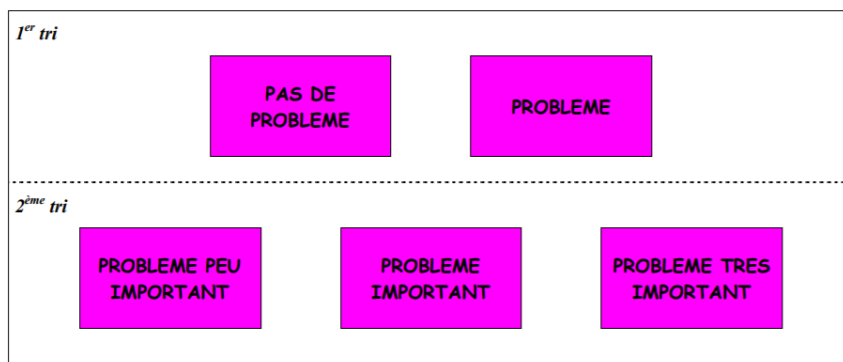 1er tri
PAS DE
PROBLEME
PROBLEME
2ème tri
PROBLEME PEU
IMPORTANT
PROBLEME
IMPORTANT
PROBLEME TRES
IMPORTANT